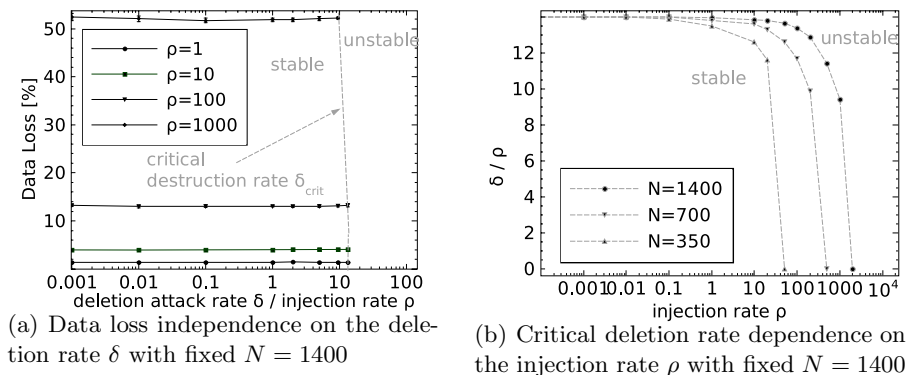 50
40
30
20
10
Data Loss [%]
ρ=1
ρ=10
ρ=100
ρ=1000
stable
unstable
critical
destruction rate δcrit
0.001 0.01 0.1 1 10 100
deletion attack rate δ / injection rate ρ
(a) Data loss independence on the dele-
tion rate δ with fixed N = 1400
14
12
10
8
6
4
2
0
δ / ρ
unstable
stable
N=1400
N=700
N=350
0.001 0.01 0.1 1 10 100 1000 10^4
injection rate ρ
(b) Critical deletion rate dependence on
the injection rate ρ with fixed N = 1400